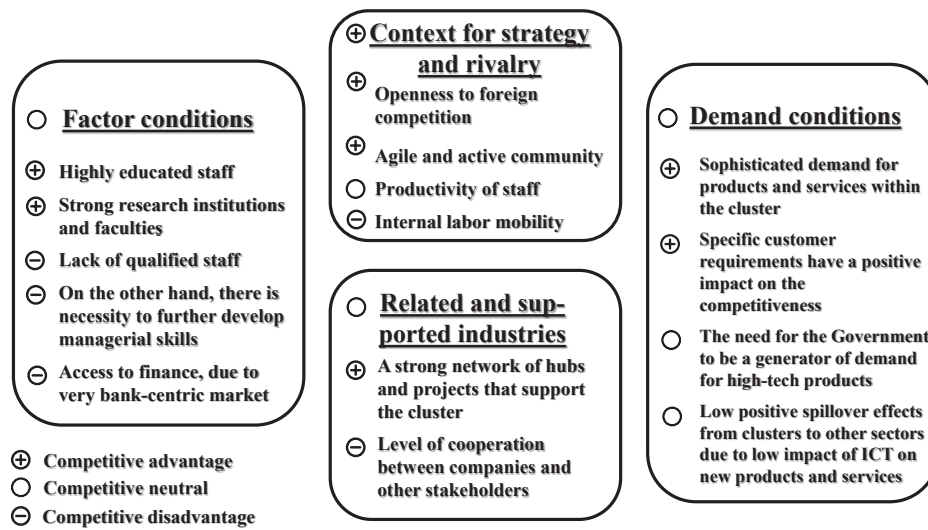 Context for strategy
and rivalry
Openness to foreign
competition
Agile and active community
Productivity of staff
Internal labor mobility
Factor conditions
Highly educated staff
Strong research institutions
and faculties
Lack of qualified staff
On the other hand, there is
necessity to further develop
managerial skills
Access to finance, due to
very bank-centric market
Related and sup-
ported industries
A strong network of hubs
and projects that support
the cluster
Level of cooperation
between companies and
other stakeholders
Demand conditions
Sophisticated demand for
products and services within
the cluster
Specific customer
requirements have a positive
impact on the
competitiveness
The need for the Government
to be a generator of demand
for high-tech products
Low positive spillover effects
from clusters to other sectors
due to low impact of ICT on
new products and services
Competitive advantage
Competitive neutral
Competitive disadvantage